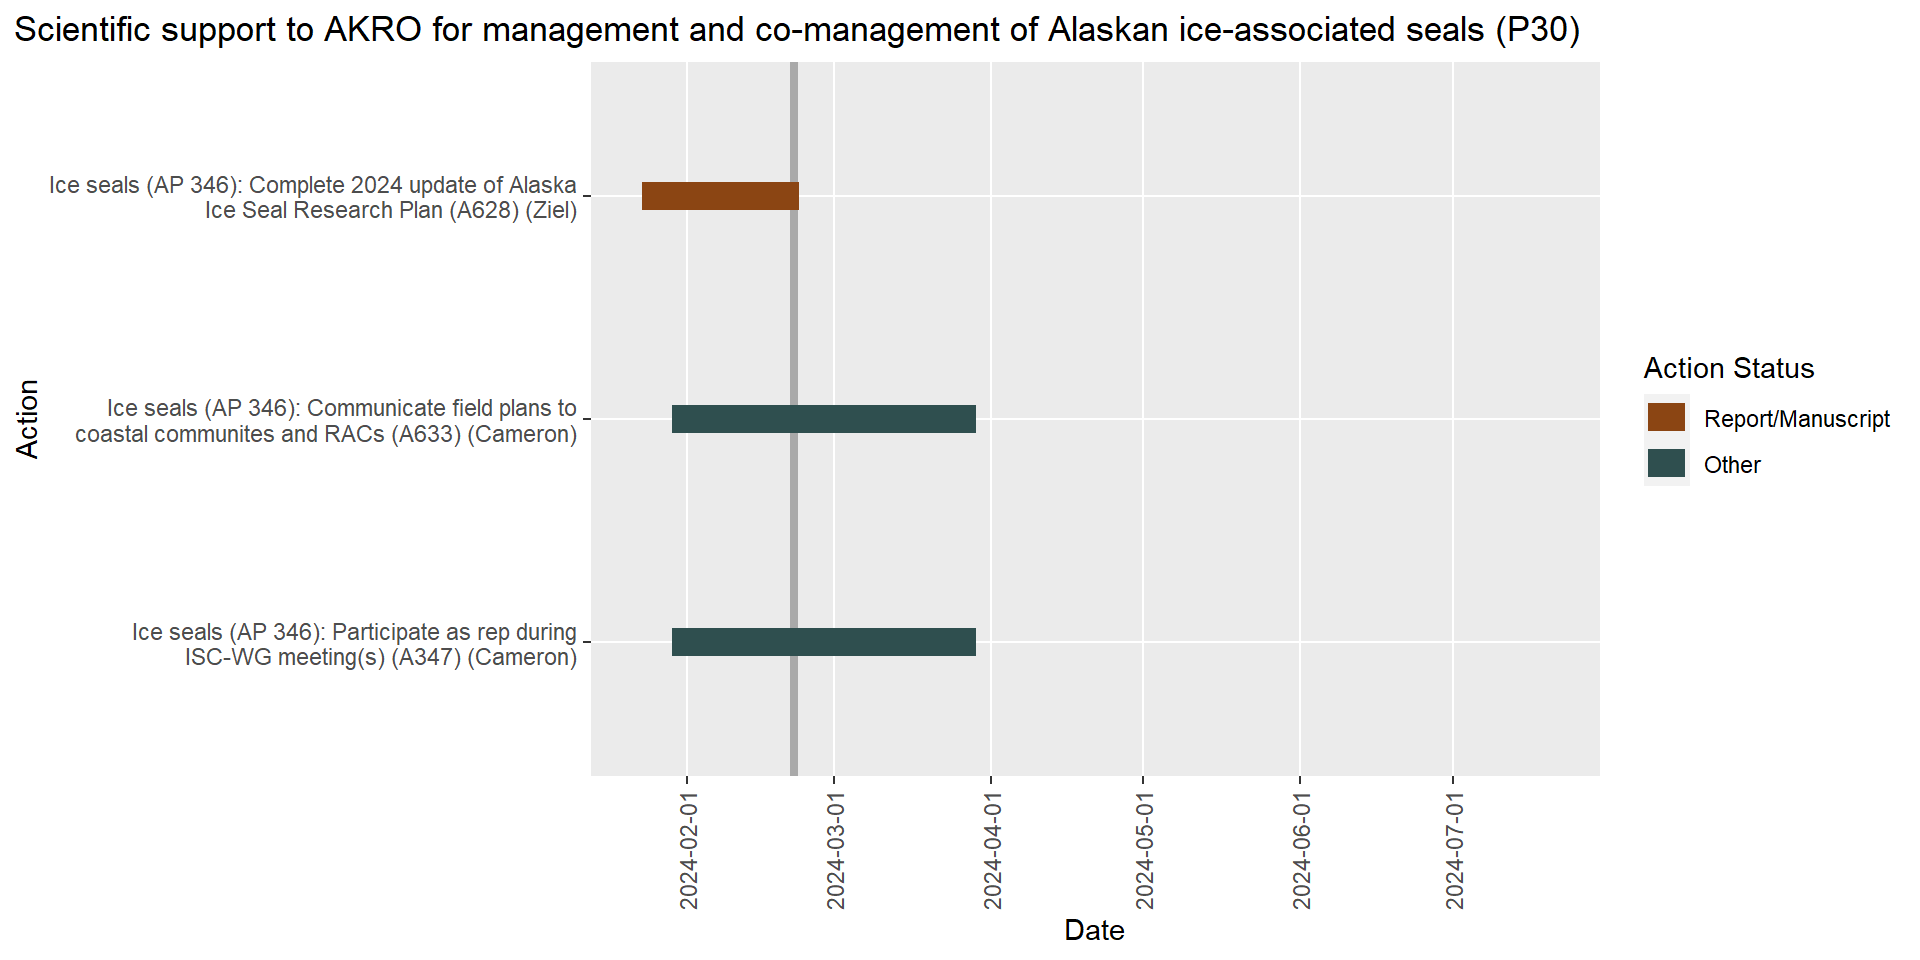 Scientific support to AKRO for management and co-management of Alaskan ice-associated seals (P30)
Action
Ice seals (AP 346): Complete 2024 update of Alaska
Ice Seal Research Plan (A628) (Ziel)
Ice seals (AP 346): Communicate field plans to
coastal communites and RACs (A633) (Cameron)
Ice seals (AP 346): Participate as rep during
ISC-WG meeting(s) (A347) (Cameron)
2024-02-01
2024-03-01
2024-04-01
2024-05-01
2024-06-01
2024-07-01
Date
Action Status
Report/Manuscript
Other